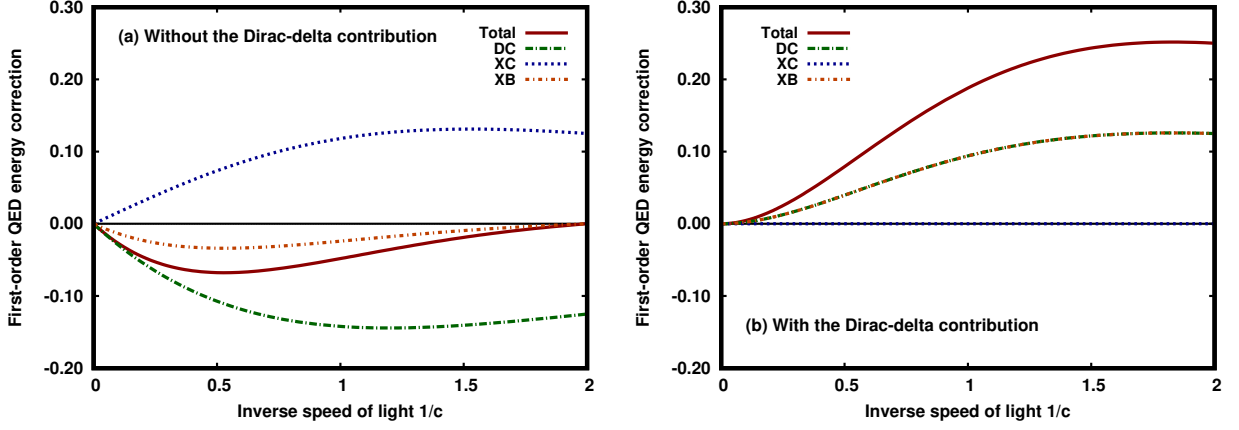 (a) Without the Dirac-delta contribution
Total
DC
XC
XB
First-order QED energy correction
0.30
0.20
0.10
0.00
-0.10
-0.20
0
0.5
1
1.5
2
Inverse speed of light 1/c
Total
DC
XC
XB
(b) With the Dirac-delta contribution
First-order QED energy correction
0.30
0.20
0.10
0.00
-0.10
-0.20
0
0.5
1
1.5
2
Inverse speed of light 1/c